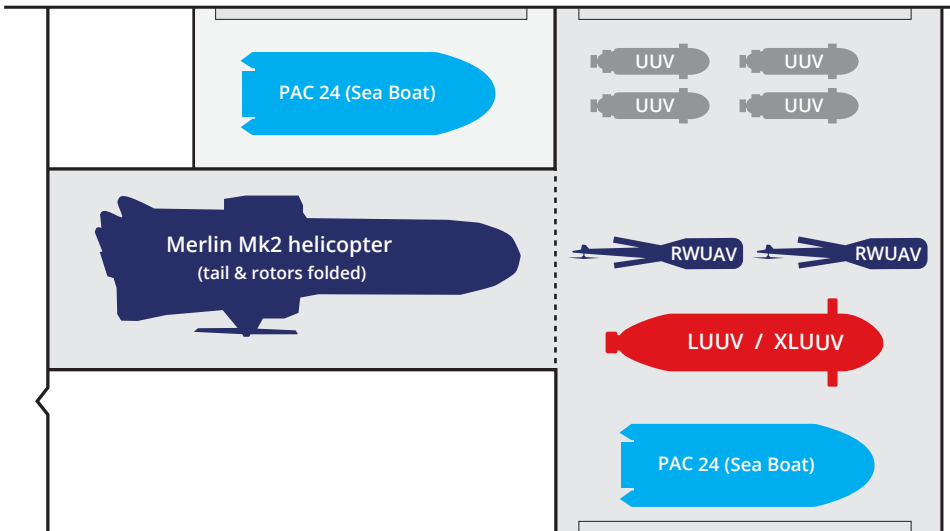 PAC 24 (Sea Boat)
UUV
UUV
UUV
UUV
Merlin Mk2 helicopter
(tail & rotors folded)
RWUAV
RWUAV
LUUV / XLUUV
PAC 24 (Sea Boat)